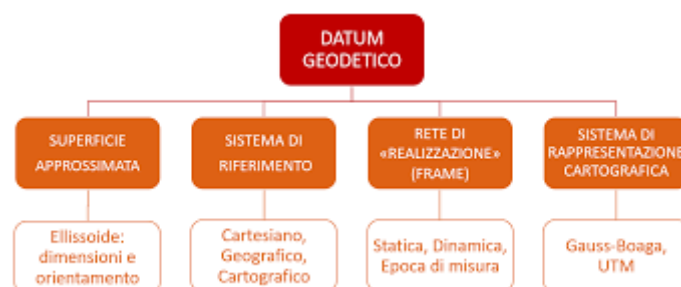 DATUM
GEODETICO
SUPERFICIE
APPROSSIMATA
SISTEMA DI
RIFERIMENTO
RETE DI
«REALIZZAZIONE»
(FRAME)
SISTEMA DI
RAPPRESENTAZIONE
CARTOGRAFICA
Ellissoide:
dimensioni e
orientamento
Cartesiano,
Geografico,
Cartografico
Statica, Dinamica,
Epoca di misura
Gauss-Boaga,
UTM